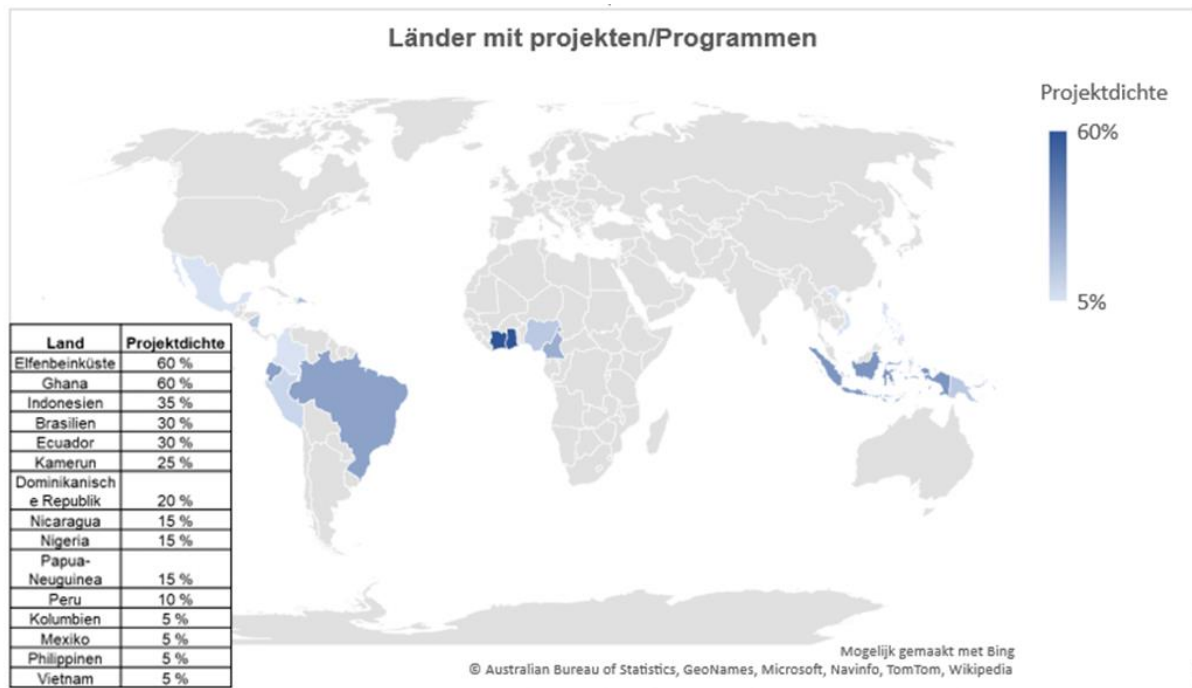 Länder mit projekten/Programmen
Projektdichte
60%
5%
Land Projektdichte
Elfenbeinküste 60 %
Ghana 60 %
Indonesien 35 %
Brasilien 30 %
Ecuador 30 %
Kamerun 25 %
Dominikanisch
e Republik 20 %
Nicaragua 15 %
Nigeria 15 %
Papua-
Neuguinea 15 %
Peru 10 %
Kolumbien 5 %
Mexiko 5 %
Philippinen 5 %
Vietnam 5 %
Mogelijk gemaakt met Bing
© Australian Bureau of Statistics, GeoNames, Microsoft, Navinfo, TomTom, Wikipedia